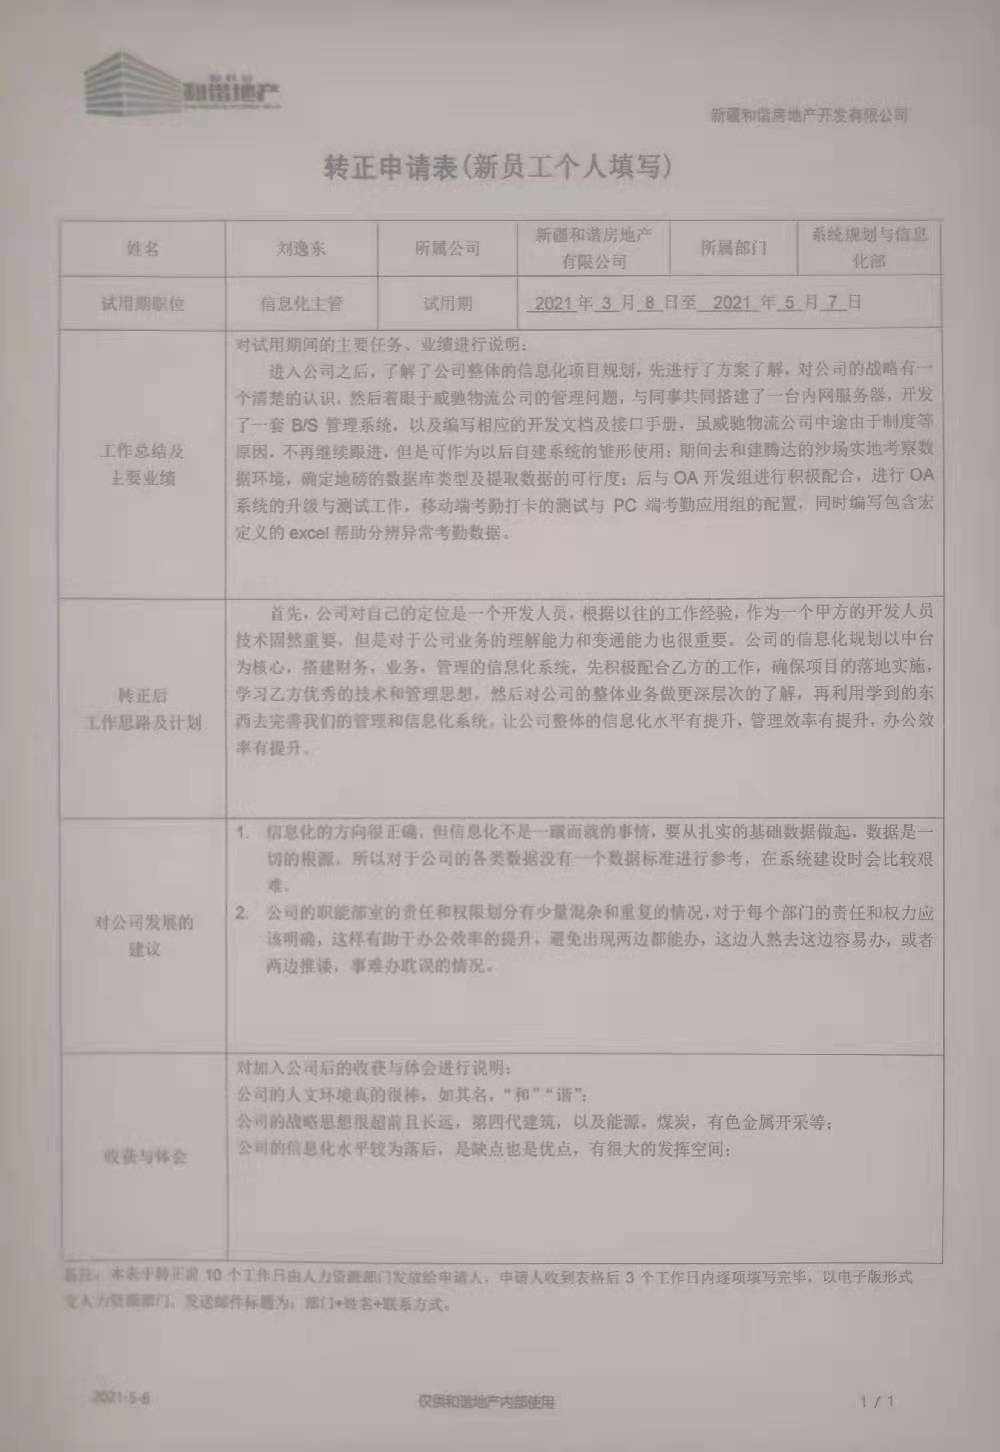 和谐地产
新疆和谐房地产开发有限公司
转正申请表(新员工个人填写)
姓名
刘逸东
所属公司
新疆和谐房地产
有限公司
所属部门
系统规划与信息
化部
试用期职位
信息化主管
试用期
2021 年 3 月 8 日至 2021 年 5 月 7 日
工作总结及
主要业绩
对试用期间的主要任务、业绩进行说明：
进入公司之后，了解了公司整体的信息化项目规划，先进行了方案了解，对公司的战略有一
个清楚的认识，然后着眼于威驰物流公司的管理问题，与同事共同搭建了一台内网服务器，开发
了一套 B/S 管理系统，以及编写相应的开发文档及接口手册，虽威驰物流公司中途由于制度等
原因，不再继续跟进，但是可作为以后自建系统的雏形使用；期间去和建腾达的沙场实地考察数
据环境，确定地磅的数据库类型及提取数据的可行度；后与 OA 开发组进行积极配合，进行 OA
系统的升级与测试工作，移动端考勤打卡的测试与 PC 端考勤应用组的配置，同时编写包含宏
定义的 excel 帮助分辨异常考勤数据。
转正后
工作思路及计划
首先，公司对自己的定位是一个开发人员，根据以往的工作经验，作为一个甲方的开发人员
技术固然重要，但是对于公司业务的理解能力和变通能力也很重要。公司的信息化规划以中台
为核心，搭建财务，业务，管理的信息化系统，先积极配合乙方的工作，确保项目的落地实施，
学习乙方优秀的技术和管理思想，然后对公司的整体业务做更深层次的了解，再利用学到的东
西去完善我们的管理和信息化系统，让公司整体的信息化水平有提升，管理效率有提升，办公效
率有提升。
对公司发展的
建议
1. 信息化的方向很正确，但信息化不是一蹴而就的事情，要从扎实的基础数据做起，数据是一
切的根源，所以对于公司的各类数据没有一个数据标准进行参考，在系统建设时会比较艰
难。
2. 公司的职能部室的责任和权限划分有少量混杂和重复的情况，对于每个部门的责任和权力应
该明确，这样有助于办公效率的提升，避免出现两边都能办，这边人熟去这边容易办，或者
两边推诿，事难办耽误的情况。
收获与体会
对加入公司后的收获与体会进行说明：
公司的人文环境真的很棒，如其名，“和”“谐”；
公司的战略思想很超前且长远，第四代建筑，以及能源，煤炭，有色金属开采等；
公司的信息化水平较为落后，是缺点也是优点，有很大的发挥空间；
备注：本表于转正前 10 个工作日由人力资源部门发放给申请人，申请人收到表格后 3 个工作日内逐项填写完毕，以电子版形式
交人力资源部门，发送邮件标题为：部门+姓名+联系方式。
2021-5-6
仅供和谐地产内部使用
1 / 1